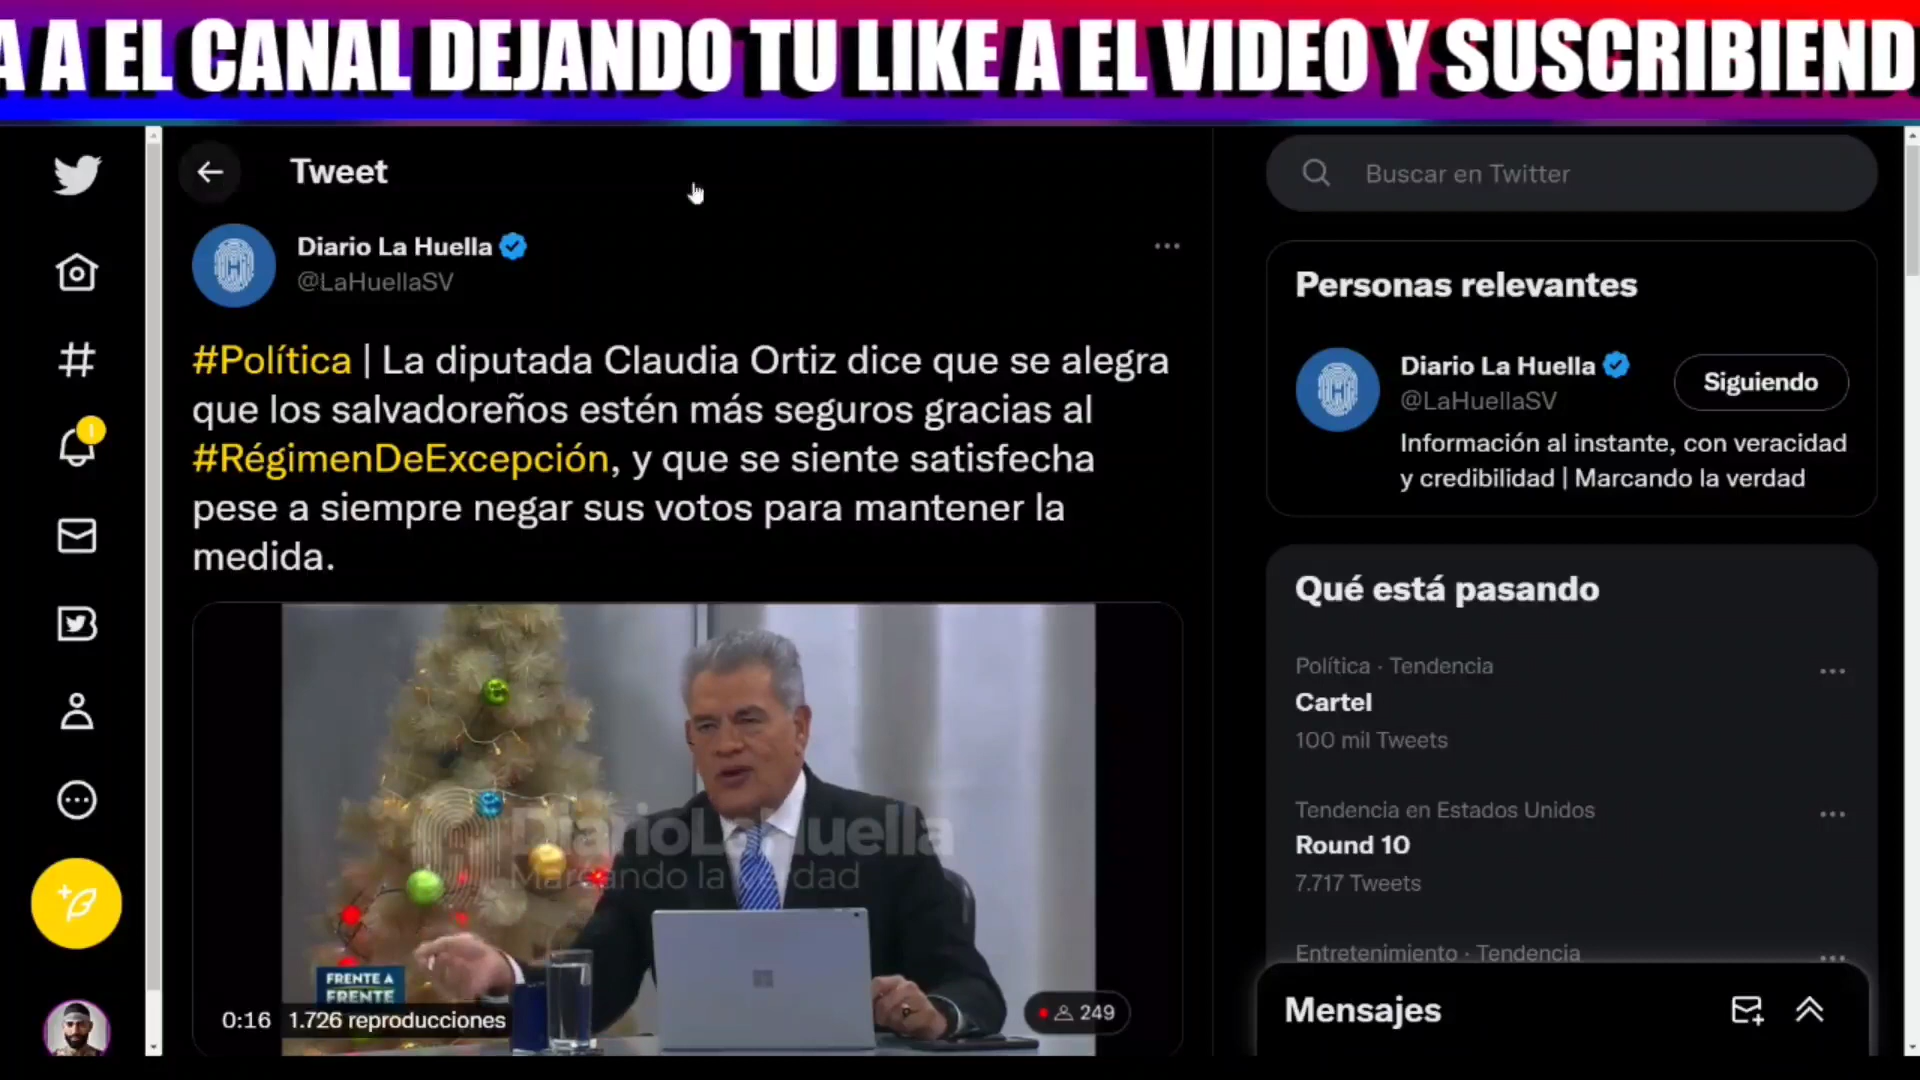 A A EL CANAL DEJANDO TU LIKE A EL VIDEO Y SUSCRIBIEND
Tweet
Diario La Huella
@LaHuellaSV
#Política | La diputada Claudia Ortiz dice que se alegra
que los salvadoreños estén más seguros gracias al
#RégimenDeExcepción, y que se siente satisfecha
pese a siempre negar sus votos para mantener la
medida.
DiarioLaHuella
Marcando la verdad
FRENTE A
FRENTE
0:16 1.726 reproducciones
249
Buscar en Twitter
Personas relevantes
Diario La Huella
@LaHuellaSV
Siguiendo
Información al instante, con veracidad
y credibilidad | Marcando la verdad
Qué está pasando
Política · Tendencia
Cartel
100 mil Tweets
Tendencia en Estados Unidos
Round 10
7.717 Tweets
Entretenimiento · Tendencia
Mensajes
1